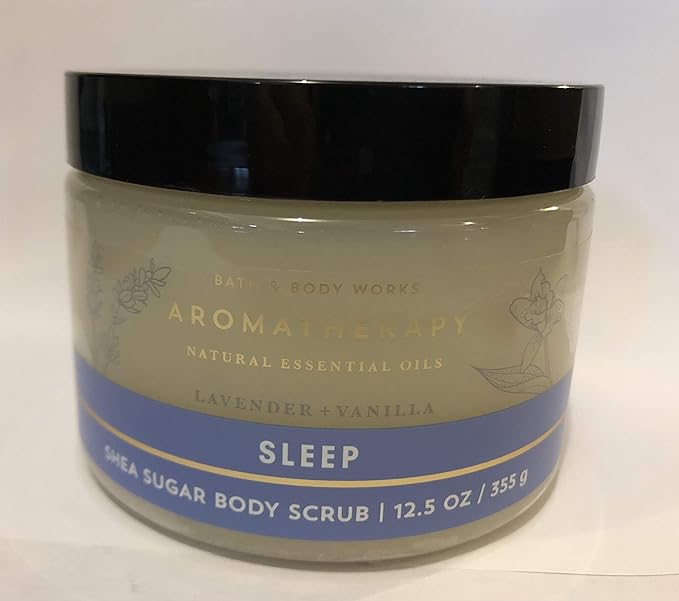 BATH & BODY WORKS
AROMATHERAPY
NATURAL ESSENTIAL OILS
LAVENDER + VANILLA
SLEEP
SHEA SUGAR BODY SCRUB | 12.5 OZ / 355 g